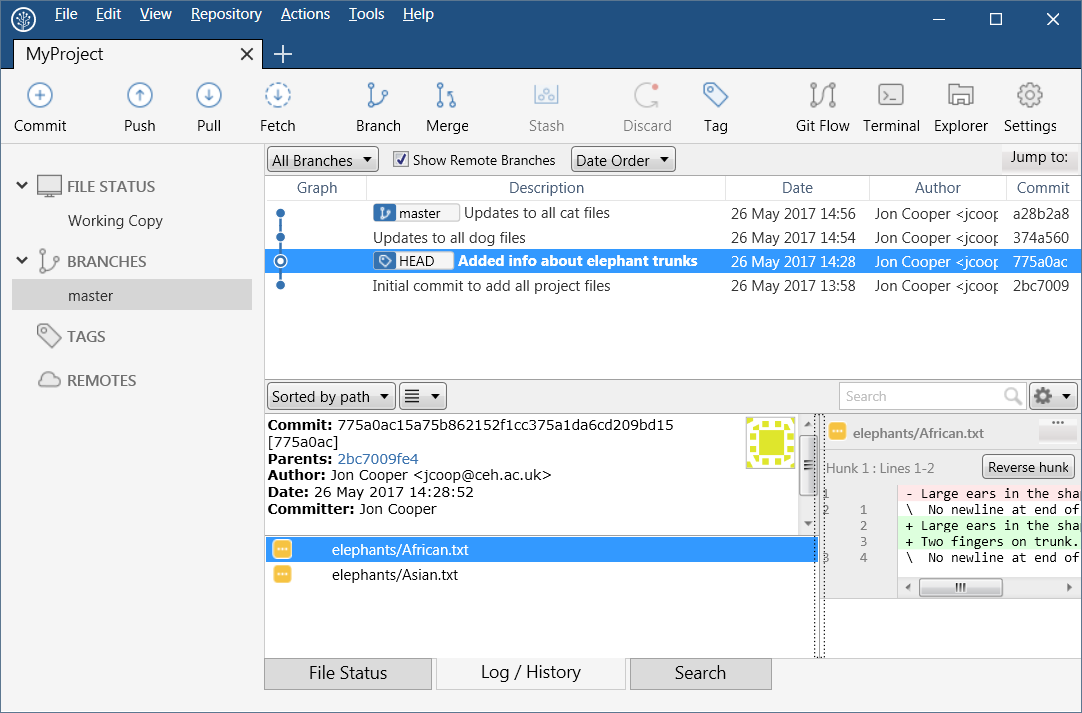 File Edit View Repository Actions Tools Help
MyProject
Commit Push Pull Fetch Branch Merge Stash Discard Tag Git Flow Terminal Explorer Settings
All Branches Show Remote Branches Date Order Jump to:
FILE STATUS
Working Copy
BRANCHES
master
TAGS
REMOTES
Graph Description Date Author Commit
master Updates to all cat files 26 May 2017 14:56 Jon Cooper <jcoop a28b2a8
Updates to all dog files 26 May 2017 14:54 Jon Cooper <jcoop 374a560
HEAD Added info about elephant trunks 26 May 2017 14:28 Jon Cooper <jcoop 775a0ac
Initial commit to add all project files 26 May 2017 13:58 Jon Cooper <jcoop 2bc7009
Sorted by path Search
Commit: 775a0ac15a75b862152f1cc375a1da6cd209bd15
[775a0ac]
Parents: 2bc7009fe4
Author: Jon Cooper <jcoop@ceh.ac.uk>
Date: 26 May 2017 14:28:52
Committer: Jon Cooper
elephants/African.txt
elephants/Asian.txt
elephants/African.txt
Hunk 1 : Lines 1-2 Reverse hunk
1 - Large ears in the sha
2 1 \ No newline at end of
2 + Large ears in the sha
3 + Two fingers on trunk.
3 4 \ No newline at end of
File Status Log / History Search